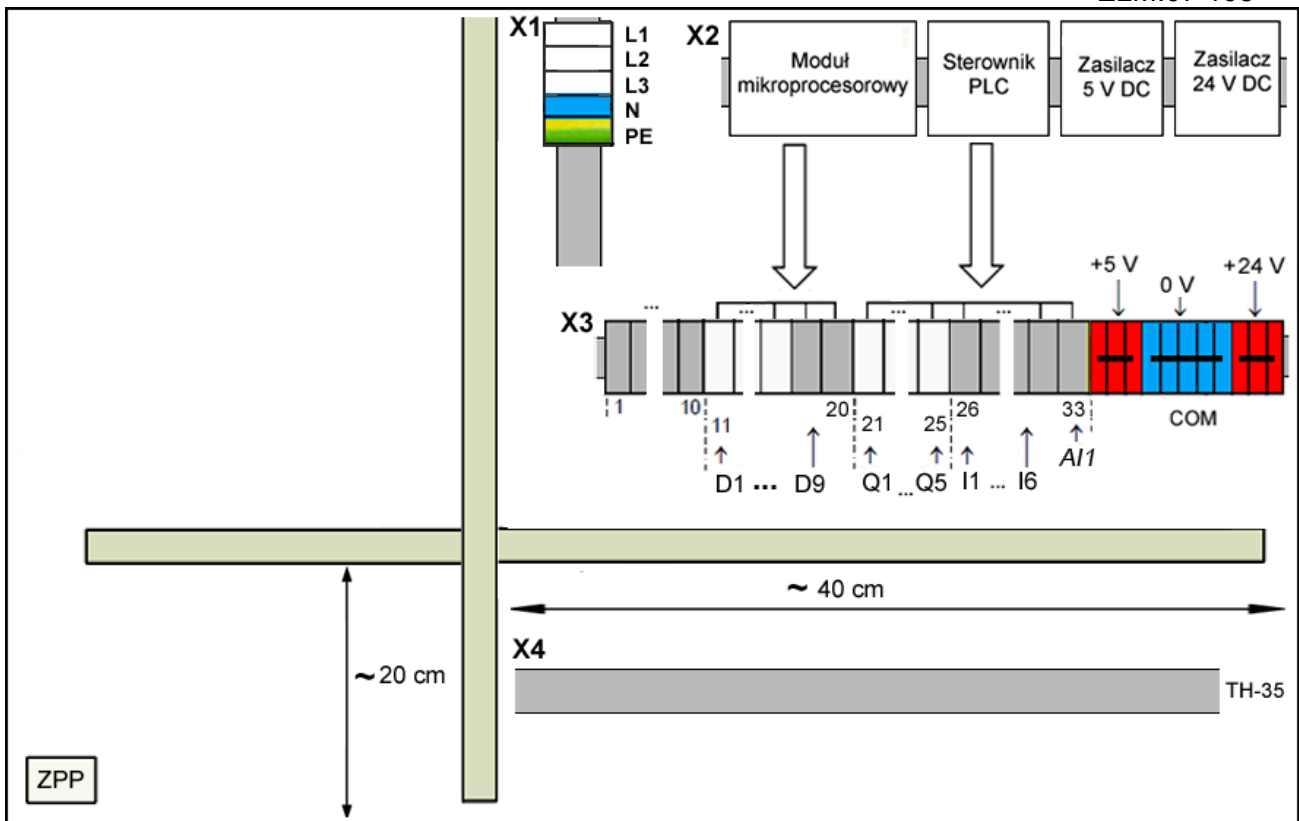 X1
L1
L2
L3
N
PE
X2
Moduł
mikroprocesorowy
Sterownik
PLC
Zasilacz
5 V DC
Zasilacz
24 V DC
+5 V
0 V
+24 V
X3
...
...
...
...
1
10
11
20
21
25
26
33
COM
D1 ... D9
Q1 ... Q5
I1 ... I6
AI1
~ 40 cm
X4
~ 20 cm
TH-35
ZPP